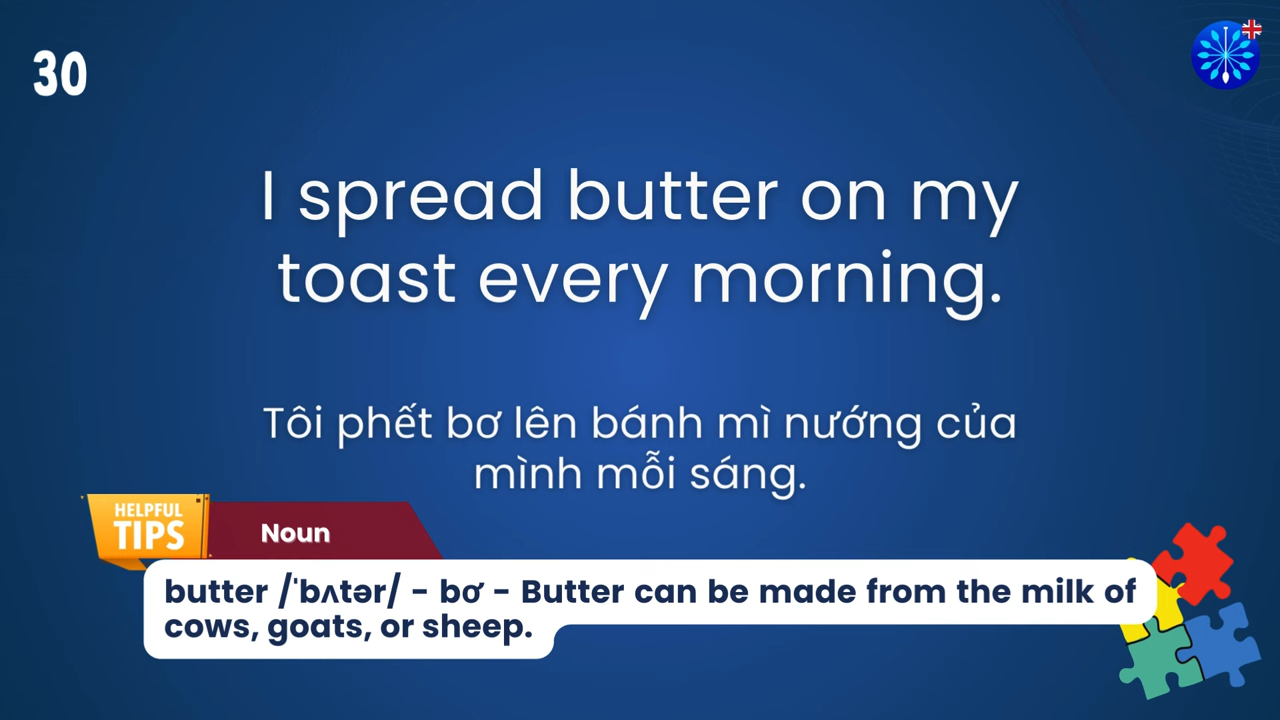 30
I spread butter on my
toast every morning.
Tôi phết bơ lên bánh mì nướng của
mình mỗi sáng.
HELPFUL
TIPS
Noun
butter /ˈbʌtər/ - bơ - Butter can be made from the milk of
cows, goats, or sheep.